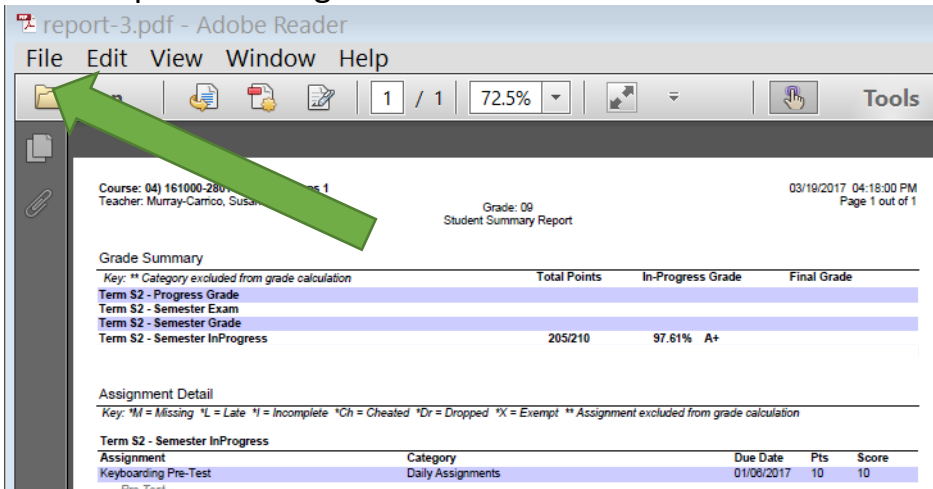 report-3.pdf - Adobe Reader
File Edit View Window Help
1 / 1 72.5% Tools
Course: 04) 161000-2801 1 03/19/2017 04:18:00 PM
Teacher: Murray-Carrico, Page 1 out of 1
Grade: 09
Student Summary Report
Grade Summary
Key: ** Category excluded from grade calculation Total Points In-Progress Grade Final Grade
Term S2 - Progress Grade
Term S2 - Semester Exam
Term S2 - Semester Grade
Term S2 - Semester InProgress 205/210 97.61% A+
Assignment Detail
Key: *M = Missing *L = Late *I = Incomplete *Ch = Cheated *Dr = Dropped *X = Exempt ** Assignment excluded from grade calculation
Term S2 - Semester InProgress
Assignment Category Due Date Pts Score
Keyboarding Pre-Test Daily Assignments 01/06/2017 10 10